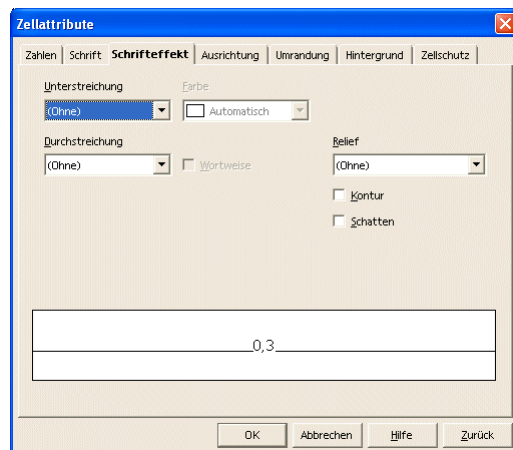 Zellattribute
Zahlen Schrift Schrifteffekt Ausrichtung Umrandung Hintergrund Zellschutz
Unterstreichung Farbe
(Ohne) Automatisch
Durchstreichung Relief
(Ohne) Wortweise (Ohne)
Kontur
Schatten
0,3
OK Abbrechen Hilfe Zurück